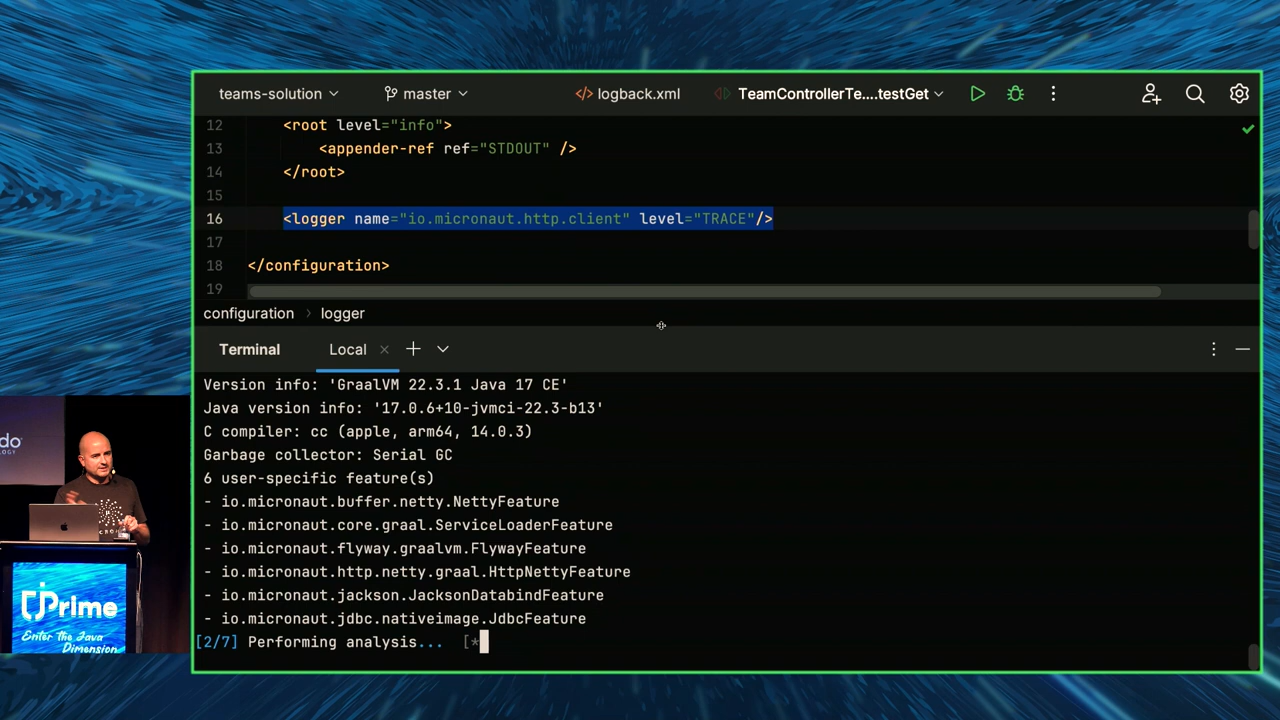 teams-solution
master
logback.xml
TeamControllerTe....testGet
12 <root level="info">
13 <appender-ref ref="STDOUT" />
14 </root>
15
16 <logger name="io.micronaut.http.client" level="TRACE"/>
17
18 </configuration>
19
configuration › logger
Terminal
Local
Version info: 'GraalVM 22.3.1 Java 17 CE'
Java version info: '17.0.6+10-jvmci-22.3-b13'
C compiler: cc (apple, arm64, 14.0.3)
Garbage collector: Serial GC
6 user-specific feature(s)
- io.micronaut.buffer.netty.NettyFeature
- io.micronaut.core.graal.ServiceLoaderFeature
- io.micronaut.flyway.graalvm.FlywayFeature
- io.micronaut.http.netty.graal.HttpNettyFeature
- io.micronaut.jackson.JacksonDatabindFeature
- io.micronaut.jdbc.nativeimage.JdbcFeature
[2/7] Performing analysis... [*
jPrime
Enter the Java
Dimension